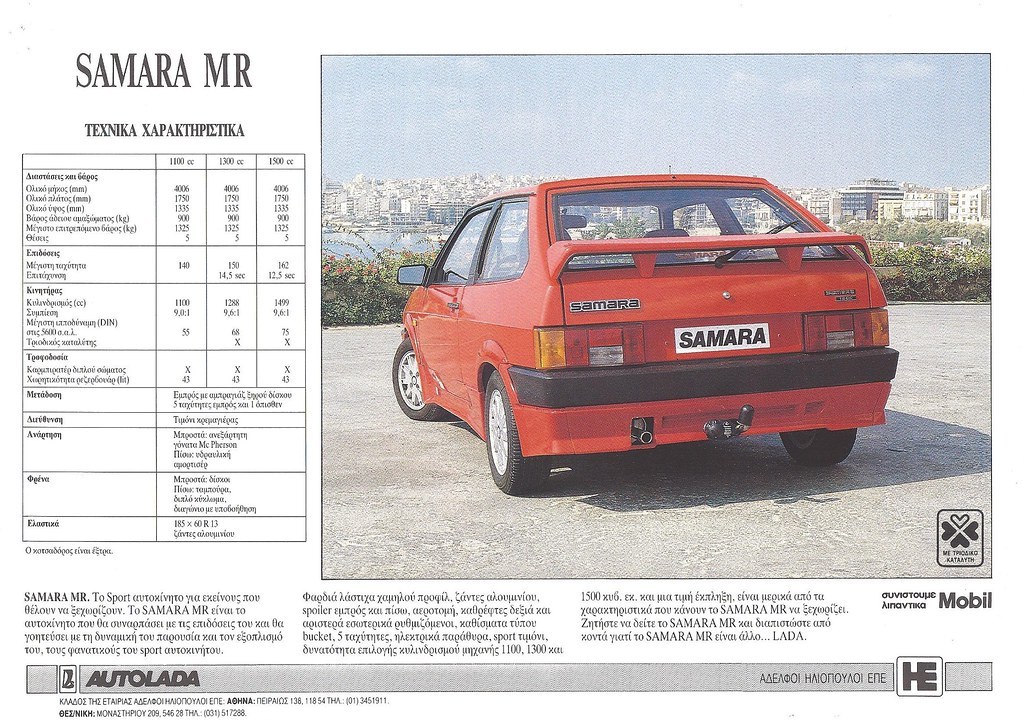 SAMARA MR
ΤΕΧΝΙΚΑ ΧΑΡΑΚΤΗΡΙΣΤΙΚΑ
1100 cc 1300 cc 1500 cc
Διαστάσεις και βάρος
Ολικό μήκος (mm) 4006 4006 4006
Ολικό πλάτος (mm) 1750 1750 1750
Ολικό ύψος (mm) 1335 1335 1335
Βάρος άδειου αμαξώματος (kg) 900 900 900
Μέγιστο επιτρεπόμενο βάρος (kg) 1325 1325 1325
Θέσεις 5 5 5
Επιδόσεις
Μέγιστη ταχύτητα 140 150 162
Επιτάχυνση 14,5 sec 12,5 sec
Κινητήρας
Κυλινδρισμός (cc) 1100 1288 1499
Συμπίεση 9,0:1 9,6:1 9,6:1
Μέγιστη ιπποδύναμη (DIN)
στις 5600 σ.α.λ. 55 68 75
Τριοδικός καταλύτης X X
Τροφοδοσία
Καρμπιρατέρ διπλού σώματος X X X
Χωρητικότητα ρεζερβουάρ (lit) 43 43 43
Μετάδοση Εμπρός με αμπραγιάζ ξηρού δίσκου
5 ταχύτητες εμπρός και 1 όπισθεν
Διεύθυνση Τιμόνι κρεμαγιέρας
Ανάρτηση Μπροστά: ανεξάρτητη
γόνατα Mc Pherson
Πίσω: υδραυλική
αμορτισέρ
Φρένα Μπροστά: δίσκοι
Πίσω: ταμπούρα,
διπλό κύκλωμα,
διαγώνιο με υποβοήθηση
Ελαστικά 185 × 60 R 13
ζάντες αλουμινίου
Ο κοτσαδόρος είναι έξτρα.
SAMARA
SAMARA
ΜΕ ΤΡΙΟΔΙΚΟ
ΚΑΤΑΛΥΤΗ
SAMARA MR. Το Sport αυτοκίνητο για εκείνους που
θέλουν να ξεχωρίζουν. Το SAMARA MR είναι το
αυτοκίνητο που θα συναρπάσει με τις επιδόσεις του και θα
γοητεύσει με τη δυναμική του παρουσία και τον εξοπλισμό
του, τους φανατικούς του sport αυτοκινήτου.
Φαρδιά λάστιχα χαμηλού προφίλ, ζάντες αλουμινίου,
spoiler εμπρός και πίσω, αεροτομή, καθρέφτες δεξιά και
αριστερά εσωτερικά ρυθμιζόμενοι, καθίσματα τύπου
bucket, 5 ταχύτητες, ηλεκτρικά παράθυρα, sport τιμόνι,
δυνατότητα επιλογής κυλινδρισμού μηχανής 1100, 1300 και
1500 κυβ. εκ. και μια τιμή έκπληξη, είναι μερικά από τα
χαρακτηριστικά που κάνουν το SAMARA MR να ξεχωρίζει.
Ζητήστε να δείτε το SAMARA MR και διαπιστώστε από
κοντά γιατί το SAMARA MR είναι άλλο... LADA.
συνιστουμε
λιπαντικα Mobil
AUTOLADA
ΑΔΕΛΦΟΙ ΗΛΙΟΠΟΥΛΟΙ ΕΠΕ
HE
ΚΛΑΔΟΣ ΤΗΣ ΕΤΑΙΡΙΑΣ ΑΔΕΛΦΟΙ ΗΛΙΟΠΟΥΛΟΙ ΕΠΕ: ΑΘΗΝΑ: ΠΕΙΡΑΙΩΣ 138, 118 54 ΤΗΛ.: (01) 3451911.
ΘΕΣ/ΝΙΚΗ: ΜΟΝΑΣΤΗΡΙΟΥ 209, 546 28 ΤΗΛ.: (031) 517288.